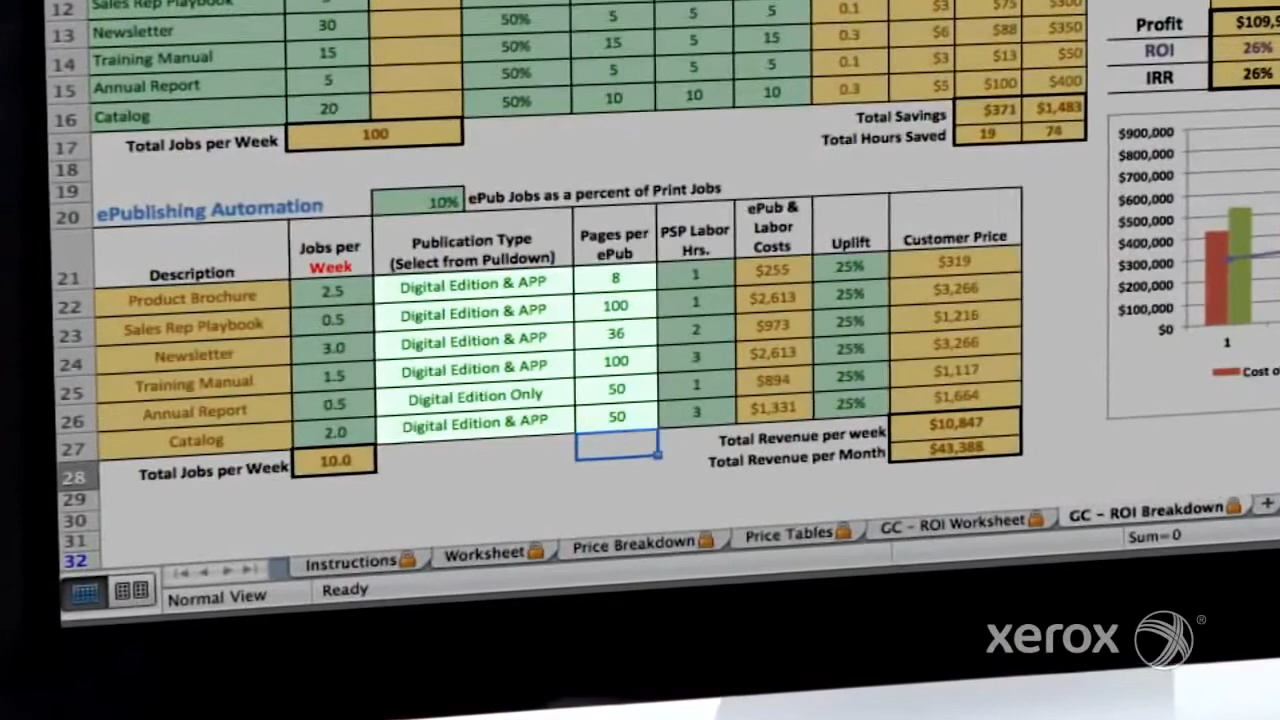 12 Sales Rep Playbook 50% 5 5 5 0.1 $3 $75 $300
13 Newsletter 30 50% 15 5 15 0.3 $6 $88 $350
14 Training Manual 15 50% 5 5 5 0.1 $3 $13 $50
15 Annual Report 5 50% 10 10 10 0.3 $5 $100 $400
16 Catalog 20 Total Savings $371 $1,483
17 Total Jobs per Week 100 Total Hours Saved 19 74
18
19 10% ePub Jobs as a percent of Print Jobs
20 ePublishing Automation
21 Description Jobs per Week Publication Type (Select from Pulldown) Pages per ePub PSP Labor Hrs. ePub & Labor Costs Uplift Customer Price
22 Product Brochure 2.5 Digital Edition & APP 8 1 $255 25% $319
23 Sales Rep Playbook 0.5 Digital Edition & APP 100 1 $2,613 25% $3,266
24 Newsletter 3.0 Digital Edition & APP 36 2 $973 25% $1,216
25 Training Manual 1.5 Digital Edition & APP 100 3 $2,613 25% $3,266
26 Annual Report 0.5 Digital Edition Only 50 1 $894 25% $1,117
27 Catalog 2.0 Digital Edition & APP 50 3 $1,331 25% $1,664
28 Total Jobs per Week 10.0 Total Revenue per week $10,847
29 Total Revenue per Month $43,388
30
31
32
Profit $109,9
ROI 26%
IRR 26%
$900,000
$800,000
$700,000
$600,000
$500,000
$400,000
$300,000
$200,000
$100,000
$0
1
Cost o
Instructions Worksheet Price Breakdown Price Tables GC - ROI Worksheet GC - ROI Breakdown +
Normal View Ready Sum=0
xerox ®